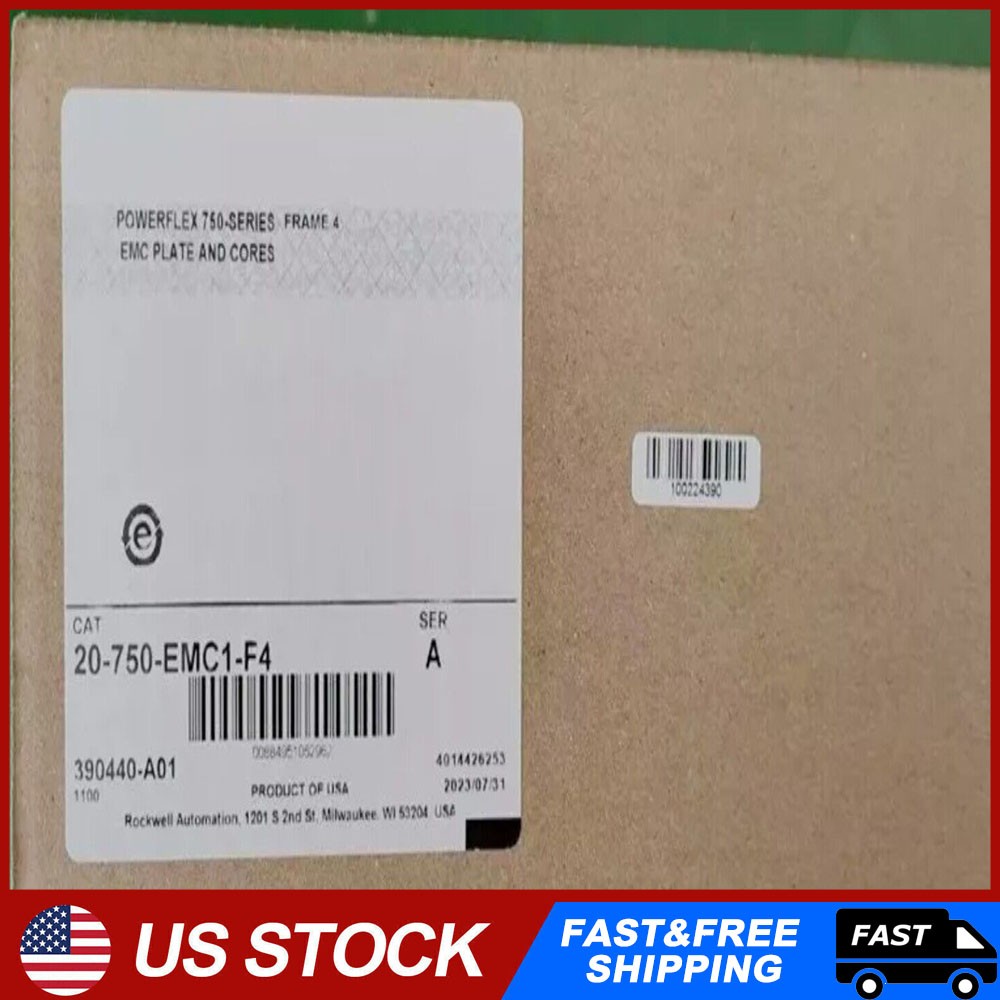 POWERFLEX 750-SERIES FRAME 4
EMC PLATE AND CORES
e
100224390
CAT
SER
20-750-EMC1-F4
A
390440-A01
4014426253
1100
PRODUCT OF USA
2023/07/31
Rockwell Automation, 1201 S 2nd St, Milwaukee, WI 53204 USA
US STOCK
FAST&FREE
SHIPPING
FAST